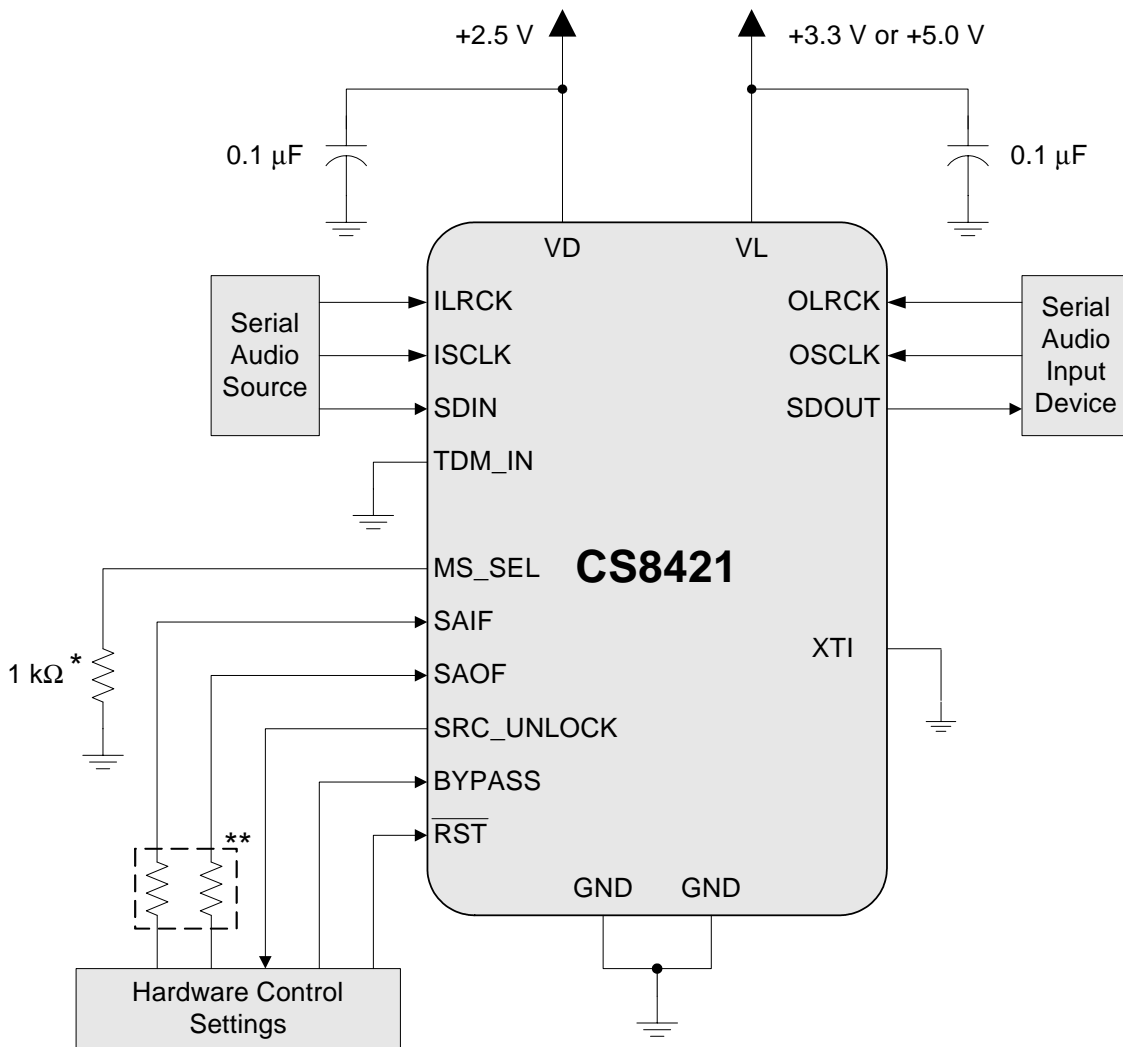 +2.5 V
+3.3 V or +5.0 V
0.1 μF
0.1 μF
VD
VL
Serial
Audio
Source
ILRCK
ISCLK
SDIN
TDM_IN
OLRCK
OSCLK
SDOUT
Serial
Audio
Input
Device
MS_SEL
CS8421
SAIF
1 kΩ *
SAOF
XTI
SRC_UNLOCK
BYPASS
RST
**
GND
GND
Hardware Control
Settings